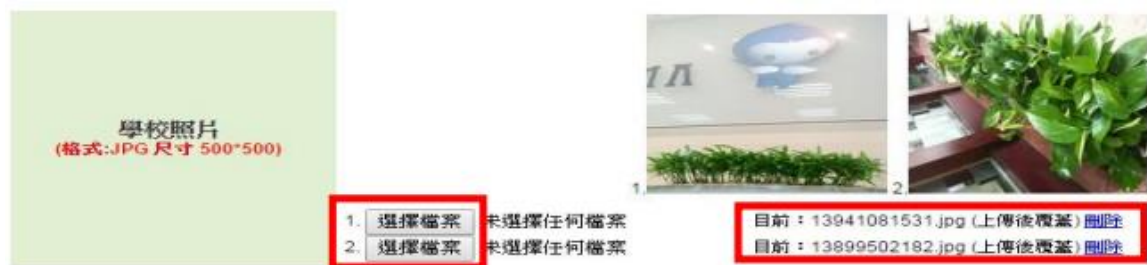 學校照片
(格式:JPG 尺寸 500*500)
1.
2.
1. 選擇檔案 未選擇任何檔案
目前：13941081531.jpg (上傳後覆蓋) 刪除
2. 選擇檔案 未選擇任何檔案
目前：13899502182.jpg (上傳後覆蓋) 刪除